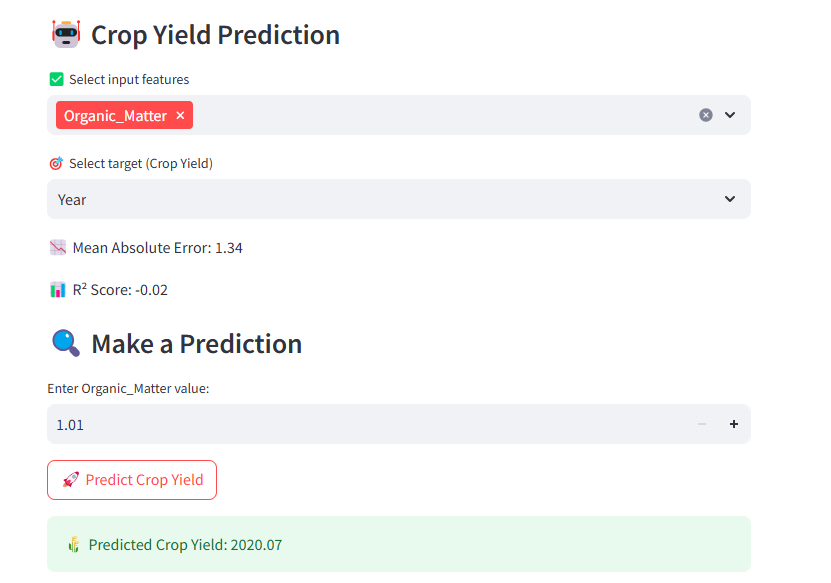 Crop Yield Prediction
Select input features
Organic_Matter ×
Select target (Crop Yield)
Year
Mean Absolute Error: 1.34
R² Score: -0.02
Make a Prediction
Enter Organic_Matter value:
1.01
Predict Crop Yield
Predicted Crop Yield: 2020.07